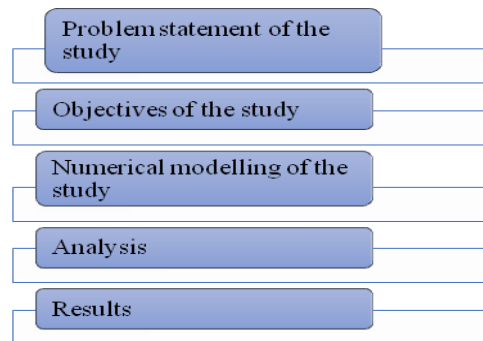 Problem statement of the
study
Objectives of the study
Numerical modelling of the
study
Analysis
Results